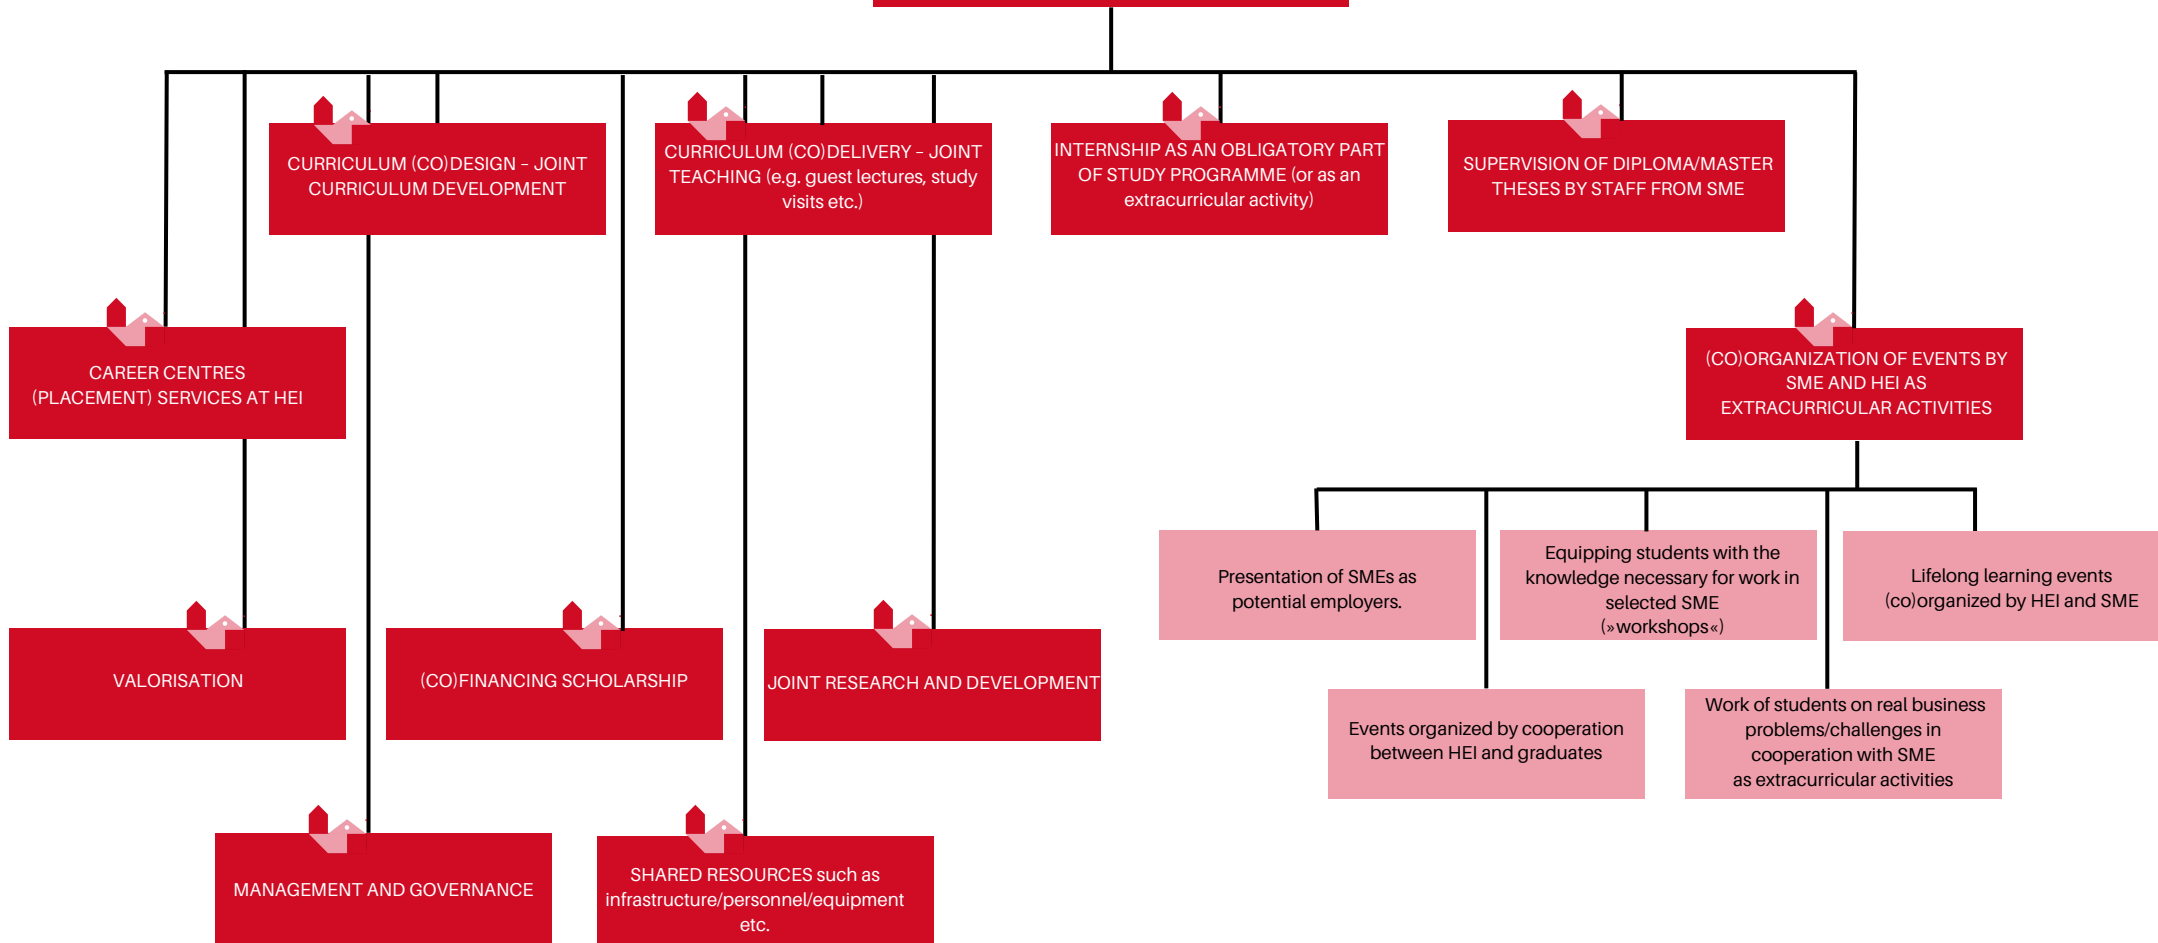 CURRICULUM (CO)DESIGN – JOINT
CURRICULUM DEVELOPMENT
CURRICULUM (CO)DELIVERY – JOINT
TEACHING (e.g. guest lectures, study
visits etc.)
INTERNSHIP AS AN OBLIGATORY PART
OF STUDY PROGRAMME (or as an
extracurricular activity)
SUPERVISION OF DIPLOMA/MASTER
THESES BY STAFF FROM SME
CAREER CENTRES
(PLACEMENT) SERVICES AT HEI
(CO)ORGANIZATION OF EVENTS BY
SME AND HEI AS
EXTRACURRICULAR ACTIVITIES
Presentation of SMEs as
potential employers.
Equipping students with the
knowledge necessary for work in
selected SME
(»workshops«)
Lifelong learning events
(co)organized by HEI and SME
VALORISATION
(CO)FINANCING SCHOLARSHIP
JOINT RESEARCH AND DEVELOPMENT
Events organized by cooperation
between HEI and graduates
Work of students on real business
problems/challenges in
cooperation with SME
as extracurricular activities
MANAGEMENT AND GOVERNANCE
SHARED RESOURCES such as
infrastructure/personnel/equipment
etc.